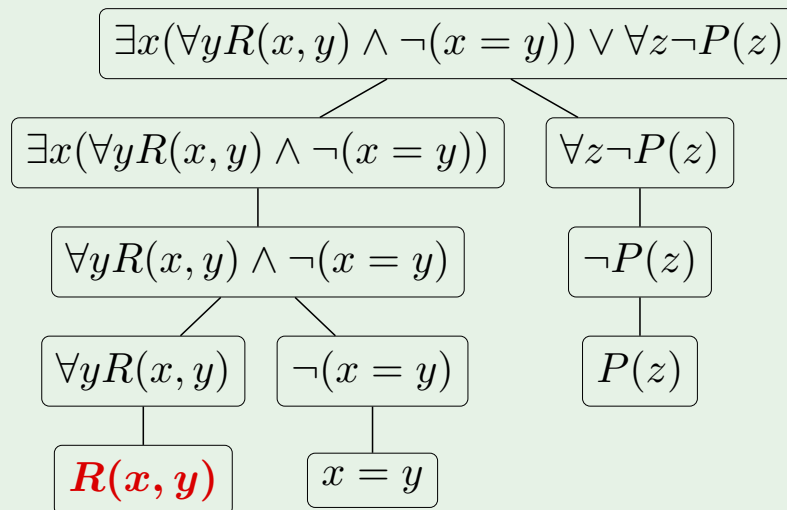 ∃x(∀yR(x, y) ∧ ¬(x = y)) ∨ ∀z¬P(z)
∃x(∀yR(x, y) ∧ ¬(x = y))
∀z¬P(z)
∀yR(x, y) ∧ ¬(x = y)
¬P(z)
∀yR(x, y)
¬(x = y)
P(z)
R(x, y)
x = y